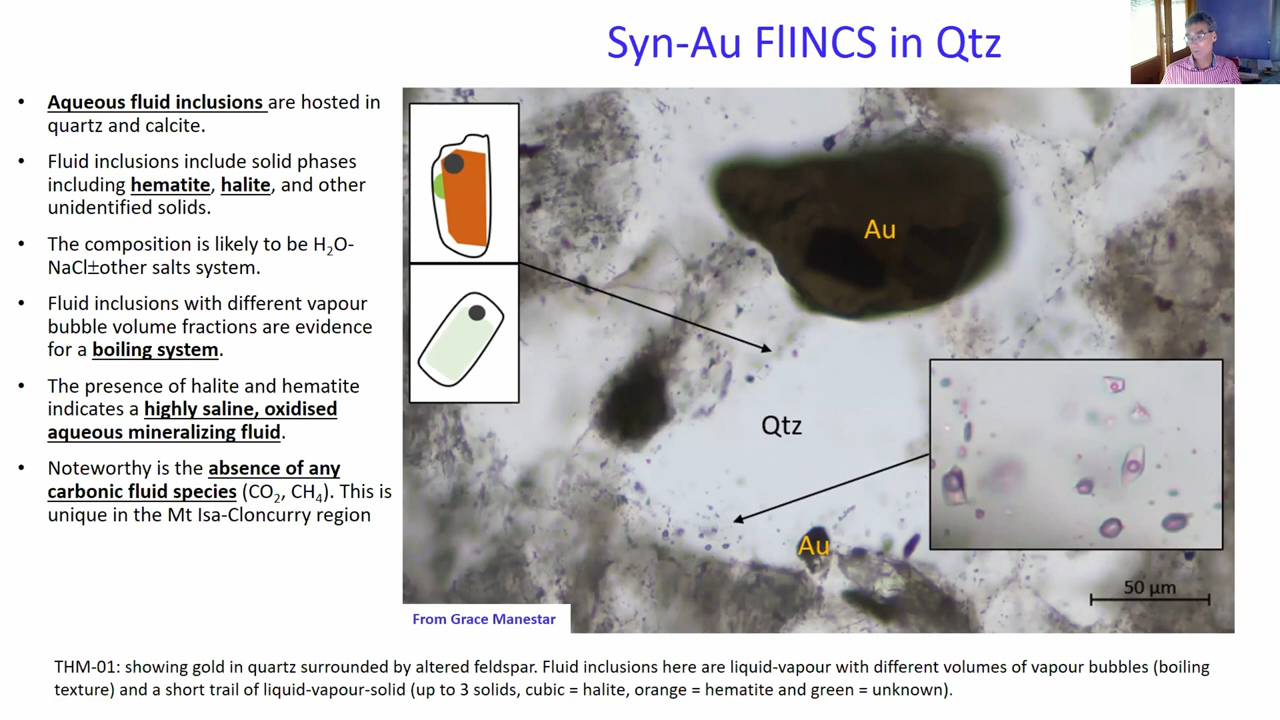 Syn-Au FlINCS in Qtz
• Aqueous fluid inclusions are hosted in
quartz and calcite.
• Fluid inclusions include solid phases
including hematite, halite, and other
unidentified solids.
• The composition is likely to be H₂O-
NaCl±other salts system.
• Fluid inclusions with different vapour
bubble volume fractions are evidence
for a boiling system.
• The presence of halite and hematite
indicates a highly saline, oxidised
aqueous mineralizing fluid.
• Noteworthy is the absence of any
carbonic fluid species (CO₂, CH₄). This is
unique in the Mt Isa-Cloncurry region
Au
Qtz
Au
50 µm
From Grace Manestar
THM-01: showing gold in quartz surrounded by altered feldspar. Fluid inclusions here are liquid-vapour with different volumes of vapour bubbles (boiling
texture) and a short trail of liquid-vapour-solid (up to 3 solids, cubic = halite, orange = hematite and green = unknown).